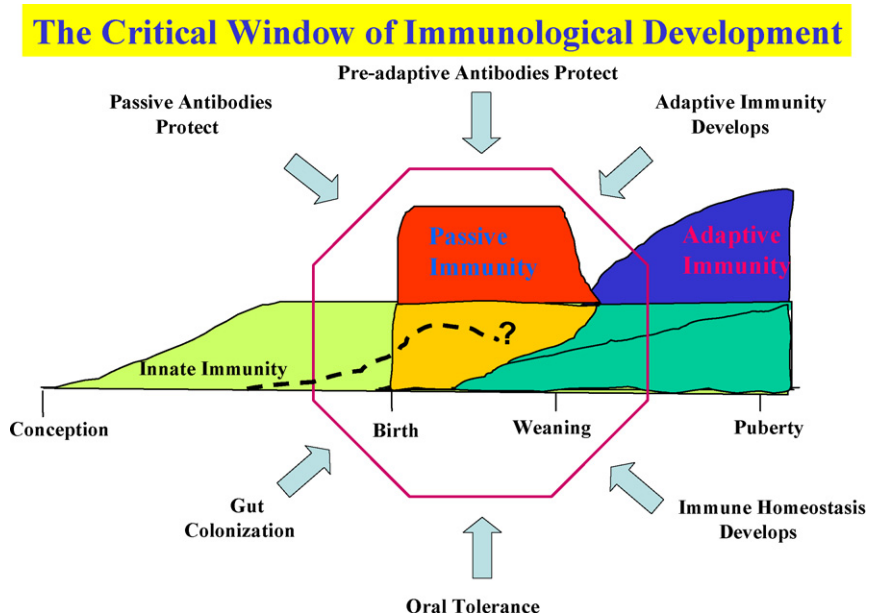 The Critical Window of Immunological Development
Pre-adaptive Antibodies Protect
Passive Antibodies
Protect
Adaptive Immunity
Develops
Passive
Immunity
Adaptive
Immunity
?
Innate Immunity
Conception
Birth
Weaning
Puberty
Gut
Colonization
Immune Homeostasis
Develops
Oral Tolerance